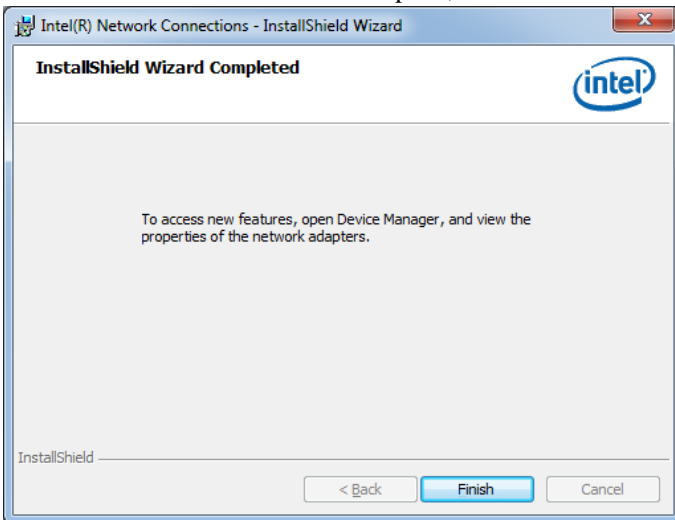 Intel(R) Network Connections - InstallShield Wizard
InstallShield Wizard Completed
intel
To access new features, open Device Manager, and view the
properties of the network adapters.
InstallShield
< Back
Finish
Cancel